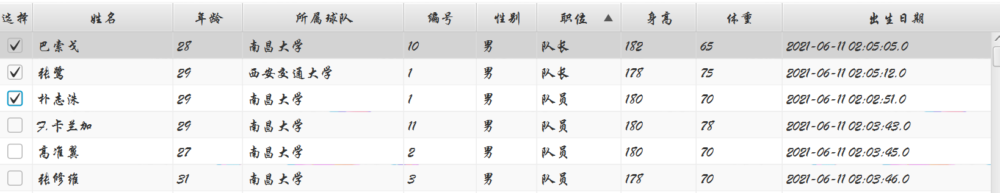 选择 姓名 年龄 所属球队 编号 性别 职位 ▲ 身高 体重 出生日期
巴索戈 28 南昌大学 10 男 队长 182 65 2021-06-11 02:05:05.0
张鹭 29 西安交通大学 1 男 队长 178 75 2021-06-11 02:05:12.0
朴志洙 29 南昌大学 1 男 队员 180 70 2021-06-11 02:02:51.0
F.卡兰加 29 南昌大学 11 男 队员 180 78 2021-06-11 02:03:43.0
高准翼 27 南昌大学 2 男 队员 180 70 2021-06-11 02:03:45.0
张修维 31 南昌大学 3 男 队员 178 70 2021-06-11 02:03:46.0